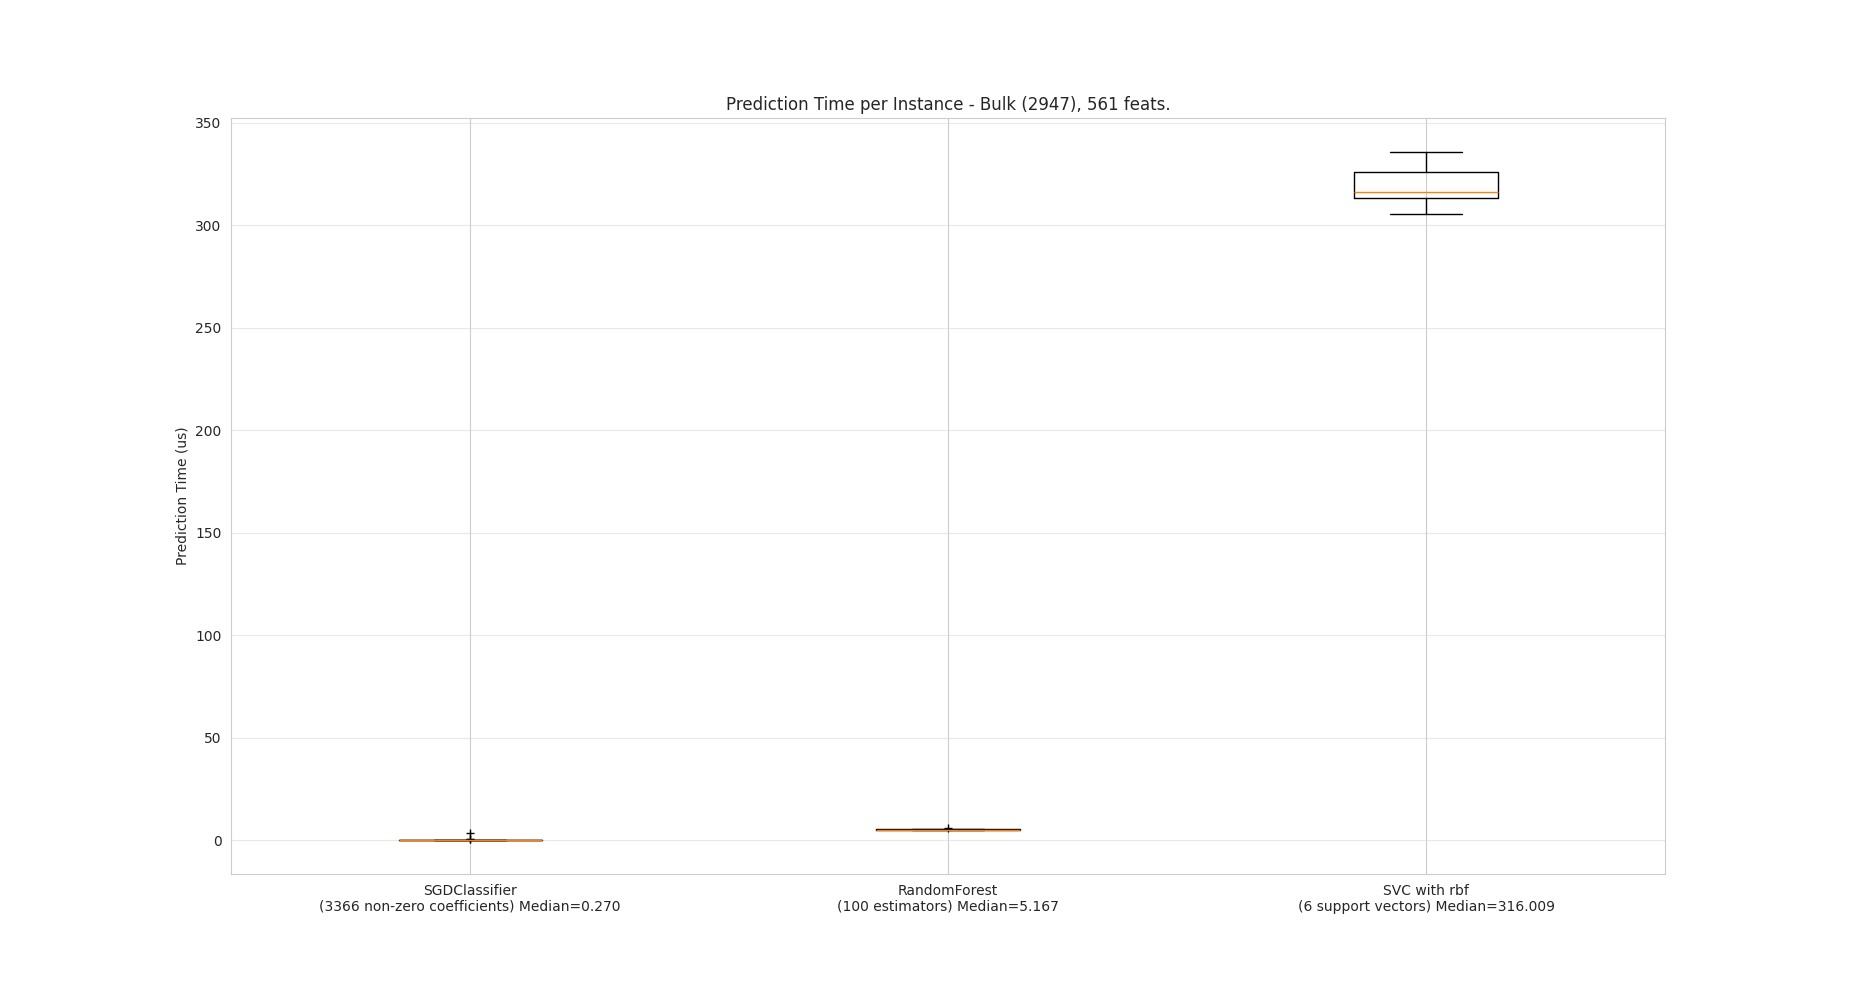 Prediction Time per Instance - Bulk (2947), 561 feats.
Prediction Time (us)
350
300
250
200
150
100
50
0
SGDClassifier
(3366 non-zero coefficients) Median=0.270
RandomForest
(100 estimators) Median=5.167
SVC with rbf
(6 support vectors) Median=316.009